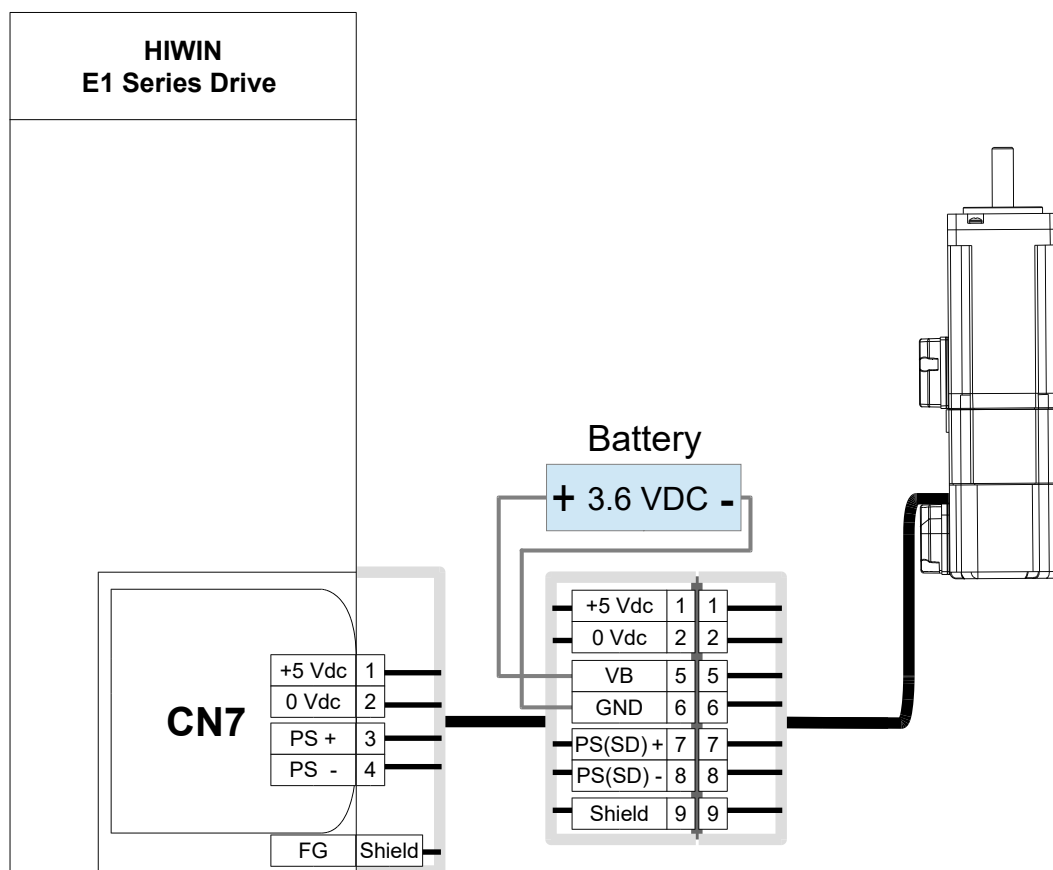 HIWIN
E1 Series Drive
Battery
+ 3.6 VDC -
CN7
+5 Vdc 1
0 Vdc 2
PS + 3
PS - 4
FG Shield
+5 Vdc 1 1
0 Vdc 2 2
VB 5 5
GND 6 6
PS(SD) + 7 7
PS(SD) - 8 8
Shield 9 9